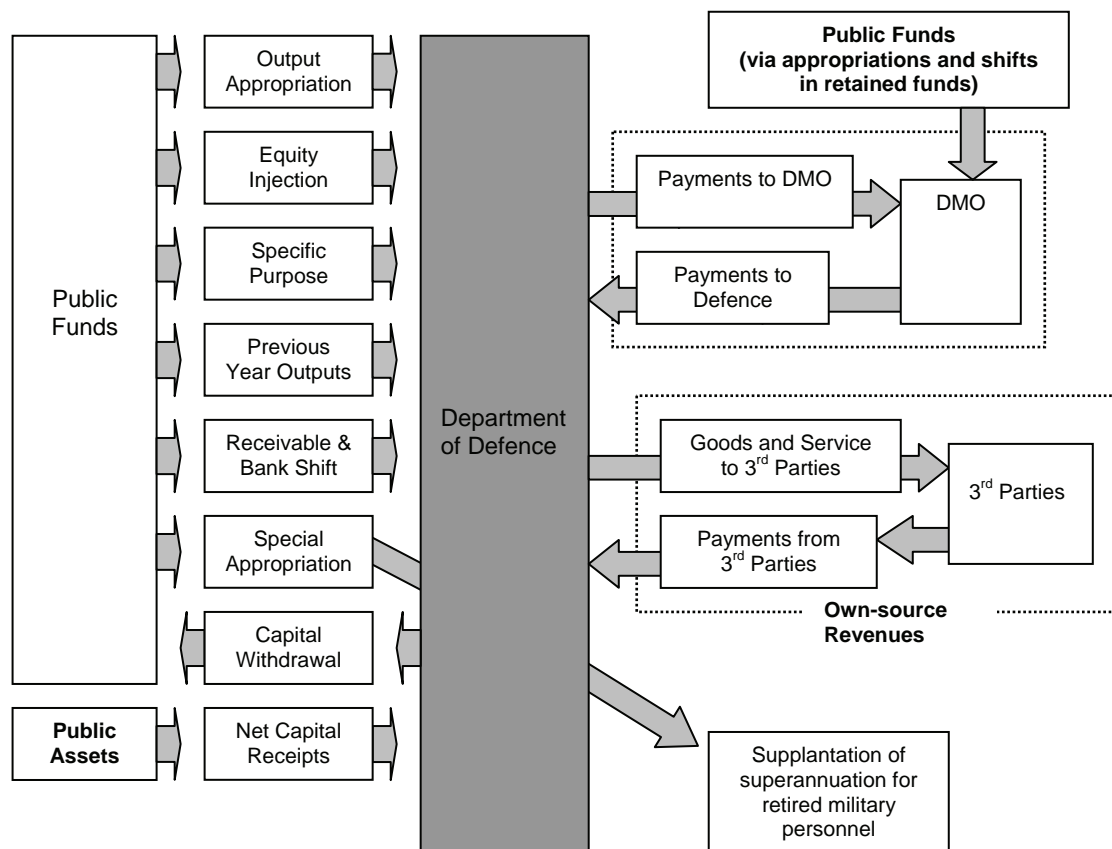 Public Funds
(via appropriations and shifts
in retained funds)
Output
Appropriation
Equity
Injection
Payments to DMO
DMO
Specific
Purpose
Payments to
Defence
Public
Funds
Previous
Year Outputs
Department
of Defence
Receivable &
Bank Shift
Goods and Service
to 3rd Parties
3rd Parties
Special
Appropriation
Payments from
3rd Parties
Own-source
Revenues
Capital
Withdrawal
Public
Assets
Net Capital
Receipts
Supplantation of
superannuation for
retired military
personnel